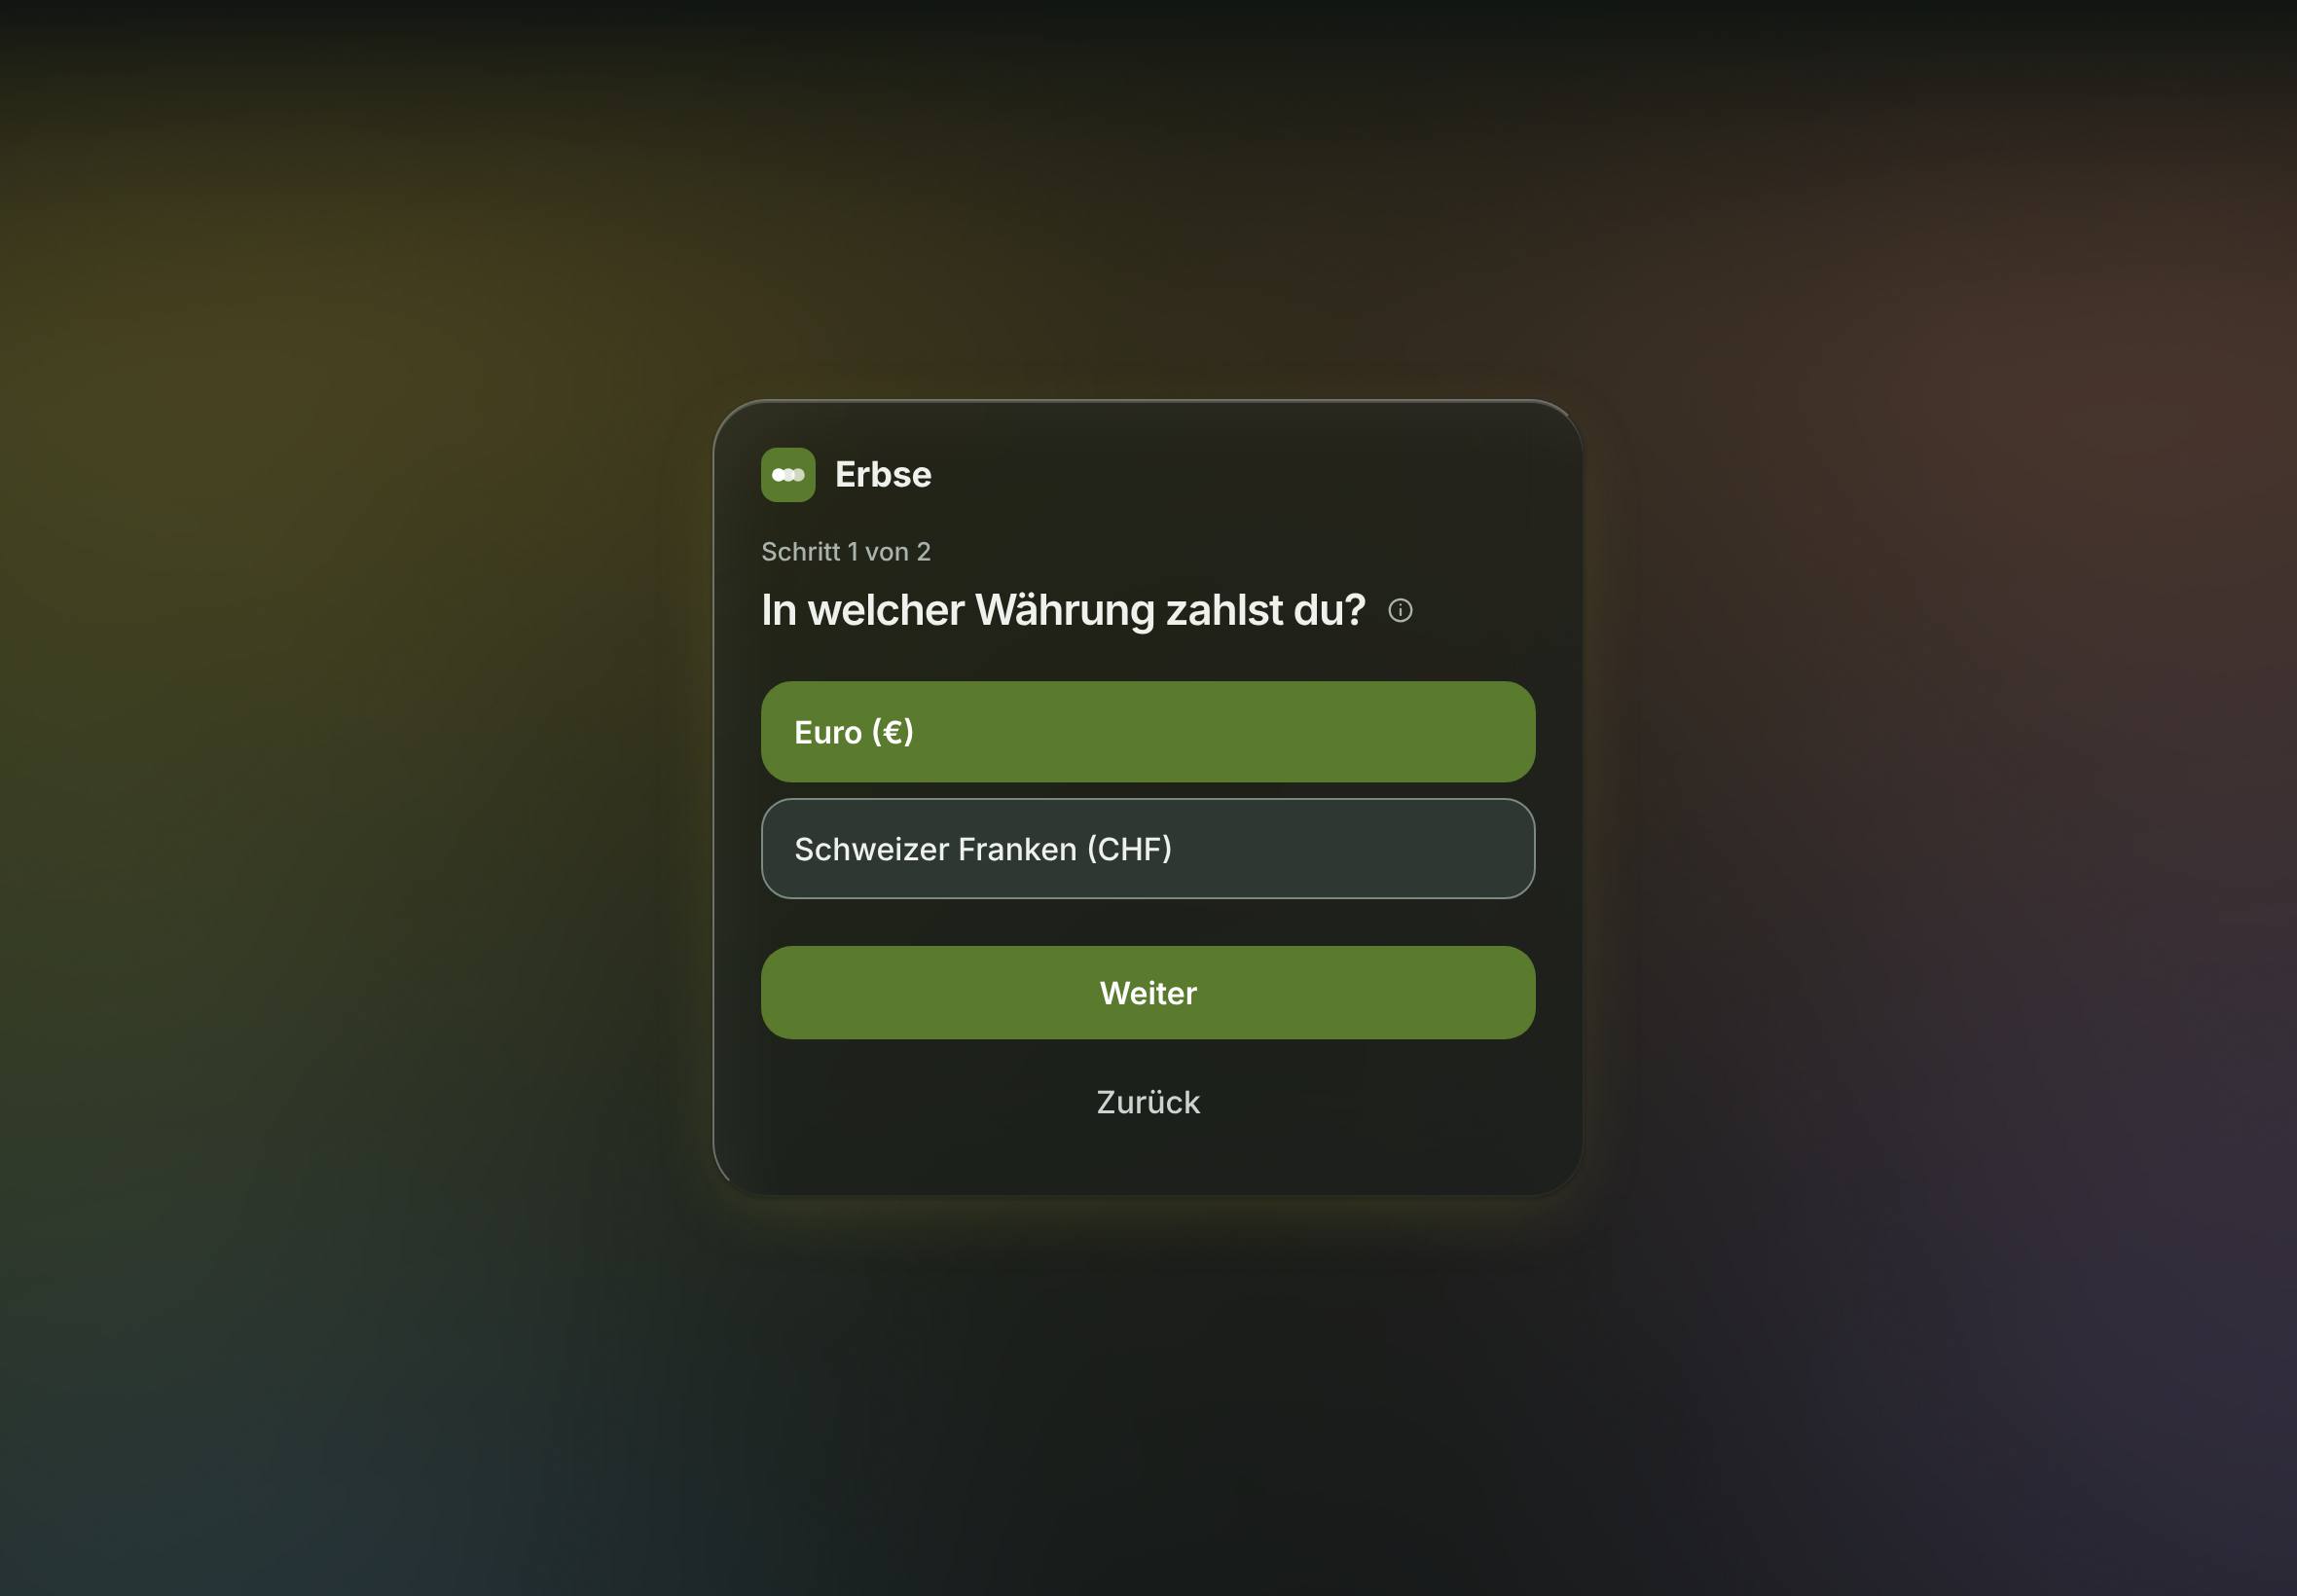 Erbse
Schritt 1 von 2
In welcher Währung zahlst du?
Euro (€)
Schweizer Franken (CHF)
Weiter
Zurück